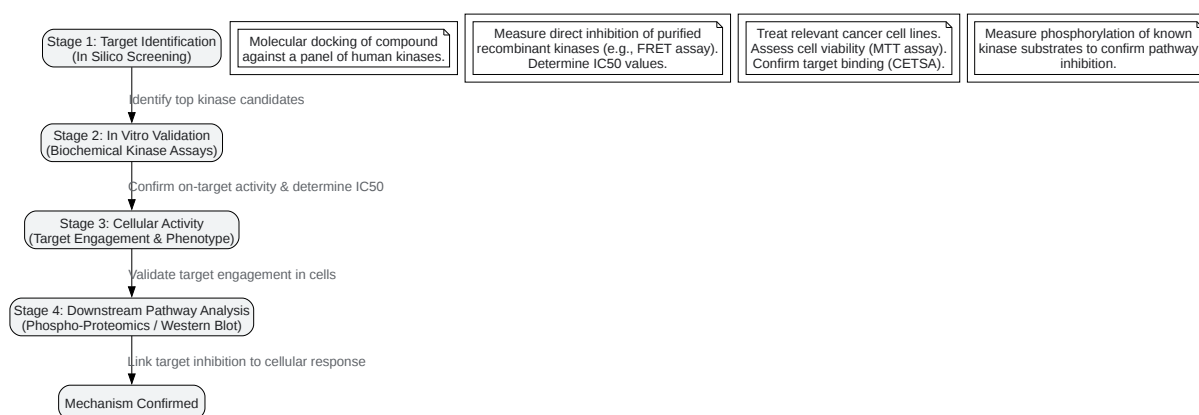 Stage 1: Target Identification
(In Silico Screening)
Molecular docking of compound
against a panel of human kinases.
Measure direct inhibition of purified
recombinant kinases (e.g., FRET assay).
Determine IC50 values.
Treat relevant cancer cell lines.
Assess cell viability (MTT assay).
Confirm target binding (CETSA).
Measure phosphorylation of known
kinase substrates to confirm pathway
inhibition.
Identify top kinase candidates
Stage 2: In Vitro Validation
(Biochemical Kinase Assays)
Confirm on-target activity & determine IC50
Stage 3: Cellular Activity
(Target Engagement & Phenotype)
Validate target engagement in cells
Stage 4: Downstream Pathway Analysis
(Phospho-Proteomics / Western Blot)
Link target inhibition to cellular response
Mechanism Confirmed